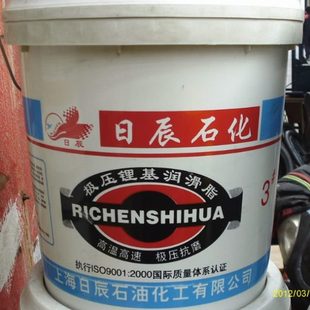 日辰
日辰石化
极压锂基润滑脂
3#
RICHENSHIHUA
高温高速 极压抗磨
执行ISO9001:2000国际质量体系认证
上海日辰石油化工有限公司